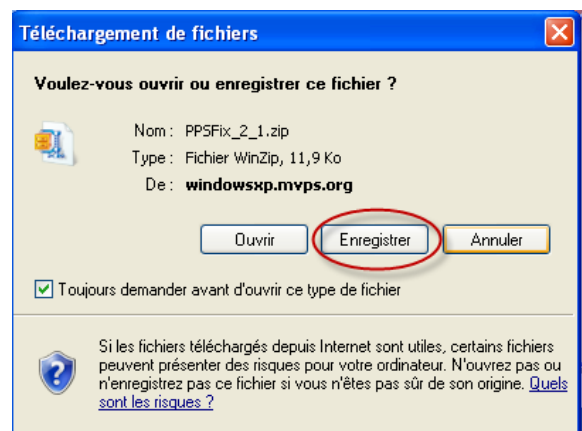 Téléchargement de fichiers
Voulez-vous ouvrir ou enregistrer ce fichier ?
Nom : PPSFix_2_1.zip
Type : Fichier WinZip, 11,9 Ko
De : windowsxp.mvps.org
Ouvrir Enregistrer Annuler
Toujours demander avant d'ouvrir ce type de fichier
Si les fichiers téléchargés depuis Internet sont utiles, certains fichiers
peuvent présenter des risques pour votre ordinateur. N'ouvrez pas ou
n'enregistrez pas ce fichier si vous n'êtes pas sûr de son origine. Quels
sont les risques ?